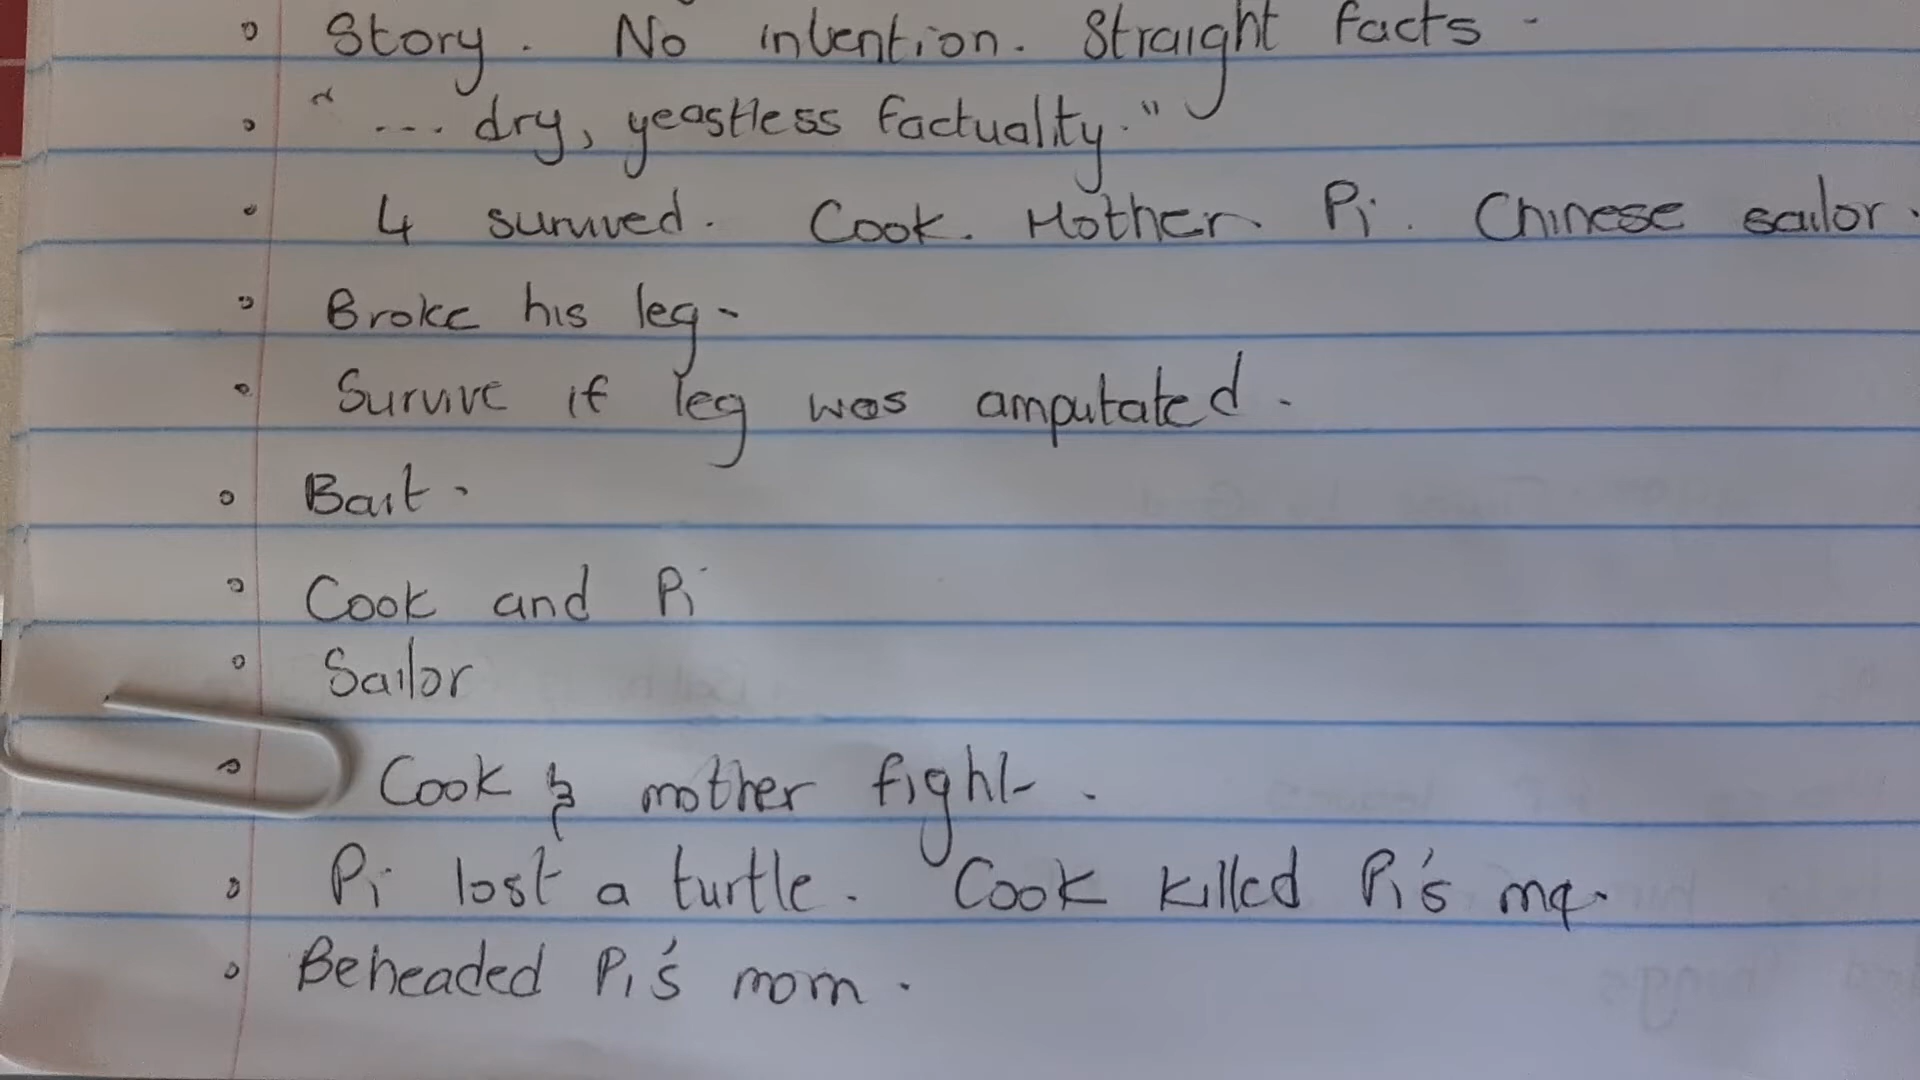 ° Story. No invention. Straight facts.
° "... dry, yeastless factuality."
° 4 survived. Cook. Mother. Pi. Chinese sailor.
° Broke his leg.
° Survive if leg was amputated.
° Bait.
° Cook and Pi
° Sailor
° Cook & mother fight.
° Pi lost a turtle. Cook killed Pi's ma.
° Beheaded Pi's mom.